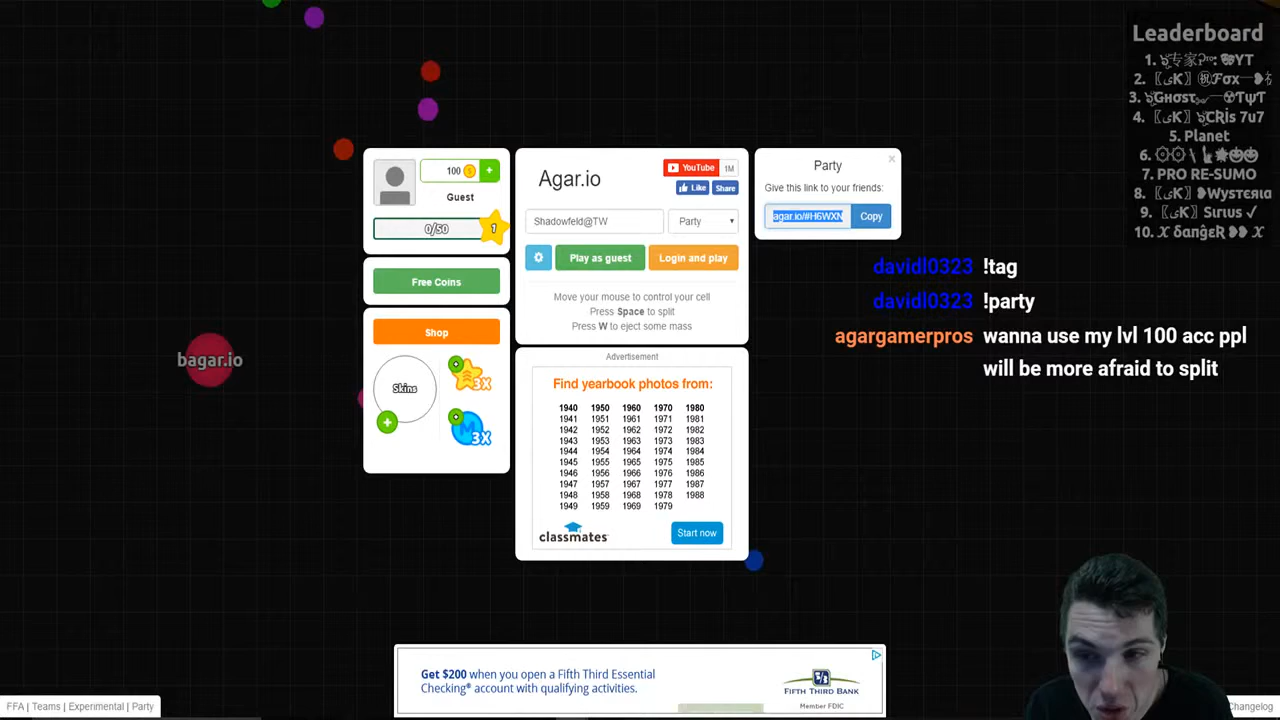 Leaderboard
5. Planet
7. PRO RE-SUMO
100
+
Guest
0/50
1
Free Coins
Shop
Skins
3X
M
3X
Agar.io
YouTube 1M
Like Share
Shadowfeld@TW
Party
Play as guest
Login and play
Move your mouse to control your cell
Press Space to split
Press W to eject some mass
Advertisement
Find yearbook photos from:
1940 1950 1960 1970 1980
1941 1951 1961 1971 1981
1942 1952 1962 1972 1982
1943 1953 1963 1973 1983
1944 1954 1964 1974 1984
1945 1955 1965 1975 1985
1946 1956 1966 1976 1986
1947 1957 1967 1977 1987
1948 1958 1968 1978 1988
1949 1959 1969 1979
classmates
Start now
Party
×
Give this link to your friends:
agar.io/#H6WXN
Copy
davidl0323 !tag
davidl0323 !party
agargamerpros wanna use my lvl 100 acc ppl
will be more afraid to split
bagar.io
Get $200 when you open a Fifth Third Essential
Checking® account with qualifying activities.
FIFTH THIRD BANK
Member FDIC
FFA | Teams | Experimental | Party
Changelog